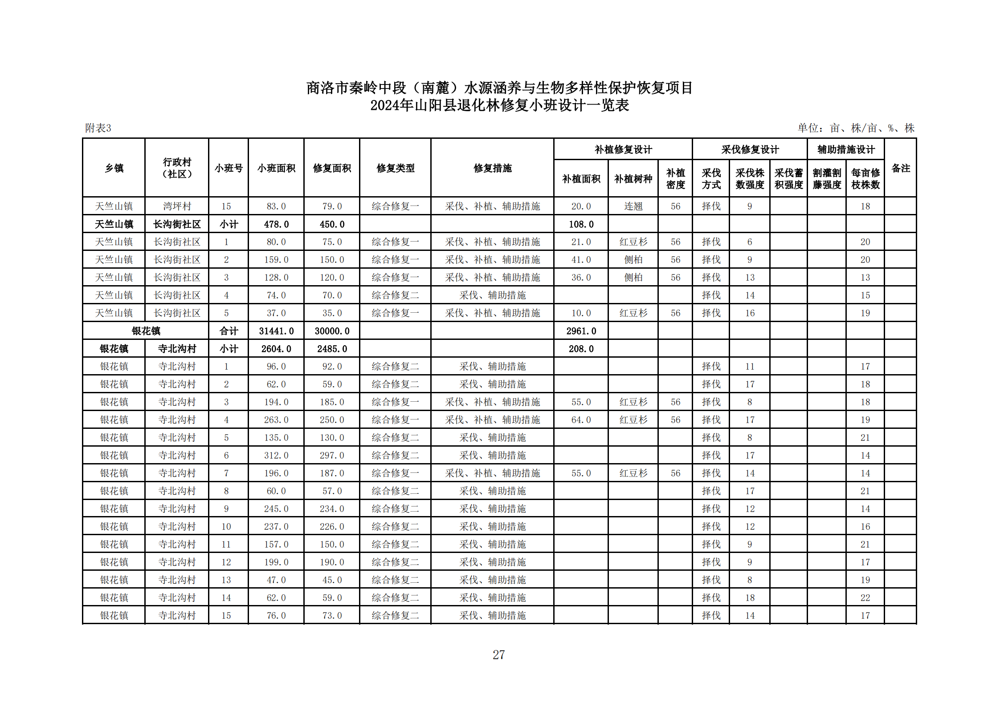 商洛市秦岭中段（南麓）水源涵养与生物多样性保护恢复项目
2024年山阳县退化林修复小班设计一览表
附表3 单位：亩、株/亩、%、株
乡镇 行政村（社区） 小班号 小班面积 修复面积 修复类型 修复措施 补植修复设计 采伐修复设计 辅助措施设计 备注
补植面积 补植树种 补植密度 采伐方式 采伐株数强度 采伐蓄积强度 割灌割藤强度 每亩修枝株数
天竺山镇 湾坪村 15 83.0 79.0 综合修复一 采伐、补植、辅助措施 20.0 连翘 56 择伐 9 18
天竺山镇 长沟街社区 小计 478.0 450.0 108.0
天竺山镇 长沟街社区 1 80.0 75.0 综合修复一 采伐、补植、辅助措施 21.0 红豆杉 56 择伐 6 20
天竺山镇 长沟街社区 2 159.0 150.0 综合修复一 采伐、补植、辅助措施 41.0 侧柏 56 择伐 9 20
天竺山镇 长沟街社区 3 128.0 120.0 综合修复一 采伐、补植、辅助措施 36.0 侧柏 56 择伐 13 13
天竺山镇 长沟街社区 4 74.0 70.0 综合修复二 采伐、辅助措施 择伐 14 15
天竺山镇 长沟街社区 5 37.0 35.0 综合修复一 采伐、补植、辅助措施 10.0 红豆杉 56 择伐 16 19
银花镇 合计 31441.0 30000.0 2961.0
银花镇 寺北沟村 小计 2604.0 2485.0 208.0
银花镇 寺北沟村 1 96.0 92.0 综合修复二 采伐、辅助措施 择伐 11 17
银花镇 寺北沟村 2 62.0 59.0 综合修复二 采伐、辅助措施 择伐 17 18
银花镇 寺北沟村 3 194.0 185.0 综合修复一 采伐、补植、辅助措施 55.0 红豆杉 56 择伐 8 18
银花镇 寺北沟村 4 263.0 250.0 综合修复一 采伐、补植、辅助措施 64.0 红豆杉 56 择伐 17 19
银花镇 寺北沟村 5 135.0 130.0 综合修复二 采伐、辅助措施 择伐 8 21
银花镇 寺北沟村 6 312.0 297.0 综合修复二 采伐、辅助措施 择伐 17 14
银花镇 寺北沟村 7 196.0 187.0 综合修复一 采伐、补植、辅助措施 55.0 红豆杉 56 择伐 14 14
银花镇 寺北沟村 8 60.0 57.0 综合修复二 采伐、辅助措施 择伐 17 21
银花镇 寺北沟村 9 245.0 234.0 综合修复二 采伐、辅助措施 择伐 12 14
银花镇 寺北沟村 10 237.0 226.0 综合修复二 采伐、辅助措施 择伐 12 16
银花镇 寺北沟村 11 157.0 150.0 综合修复二 采伐、辅助措施 择伐 9 21
银花镇 寺北沟村 12 199.0 190.0 综合修复二 采伐、辅助措施 择伐 9 17
银花镇 寺北沟村 13 47.0 45.0 综合修复二 采伐、辅助措施 择伐 8 19
银花镇 寺北沟村 14 62.0 59.0 综合修复二 采伐、辅助措施 择伐 18 22
银花镇 寺北沟村 15 76.0 73.0 综合修复二 采伐、辅助措施 择伐 14 17
27